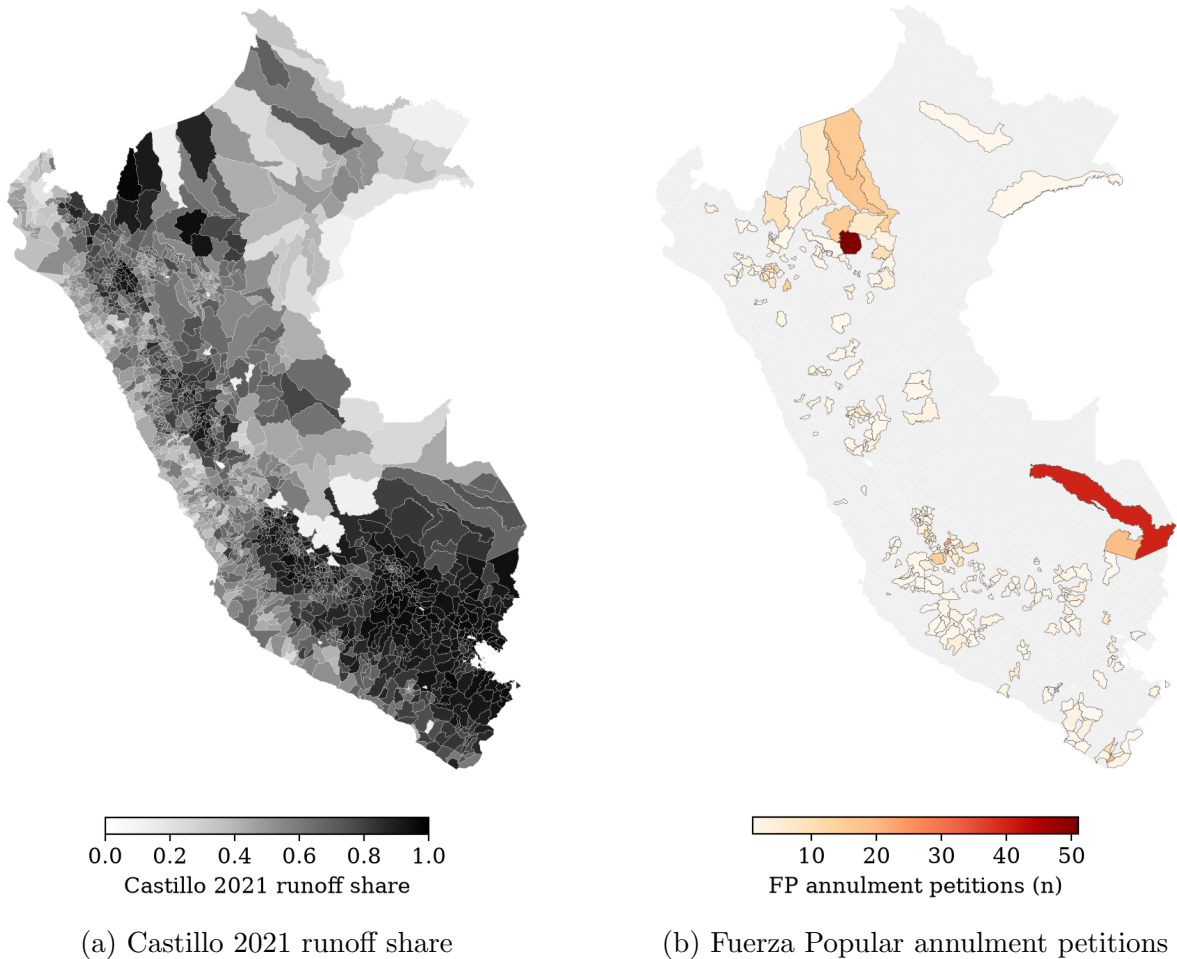 0.0 0.2 0.4 0.6 0.8 1.0
Castillo 2021 runoff share
10 20 30 40 50
FP annulment petitions (n)
(a) Castillo 2021 runoff share
(b) Fuerza Popular annulment petitions